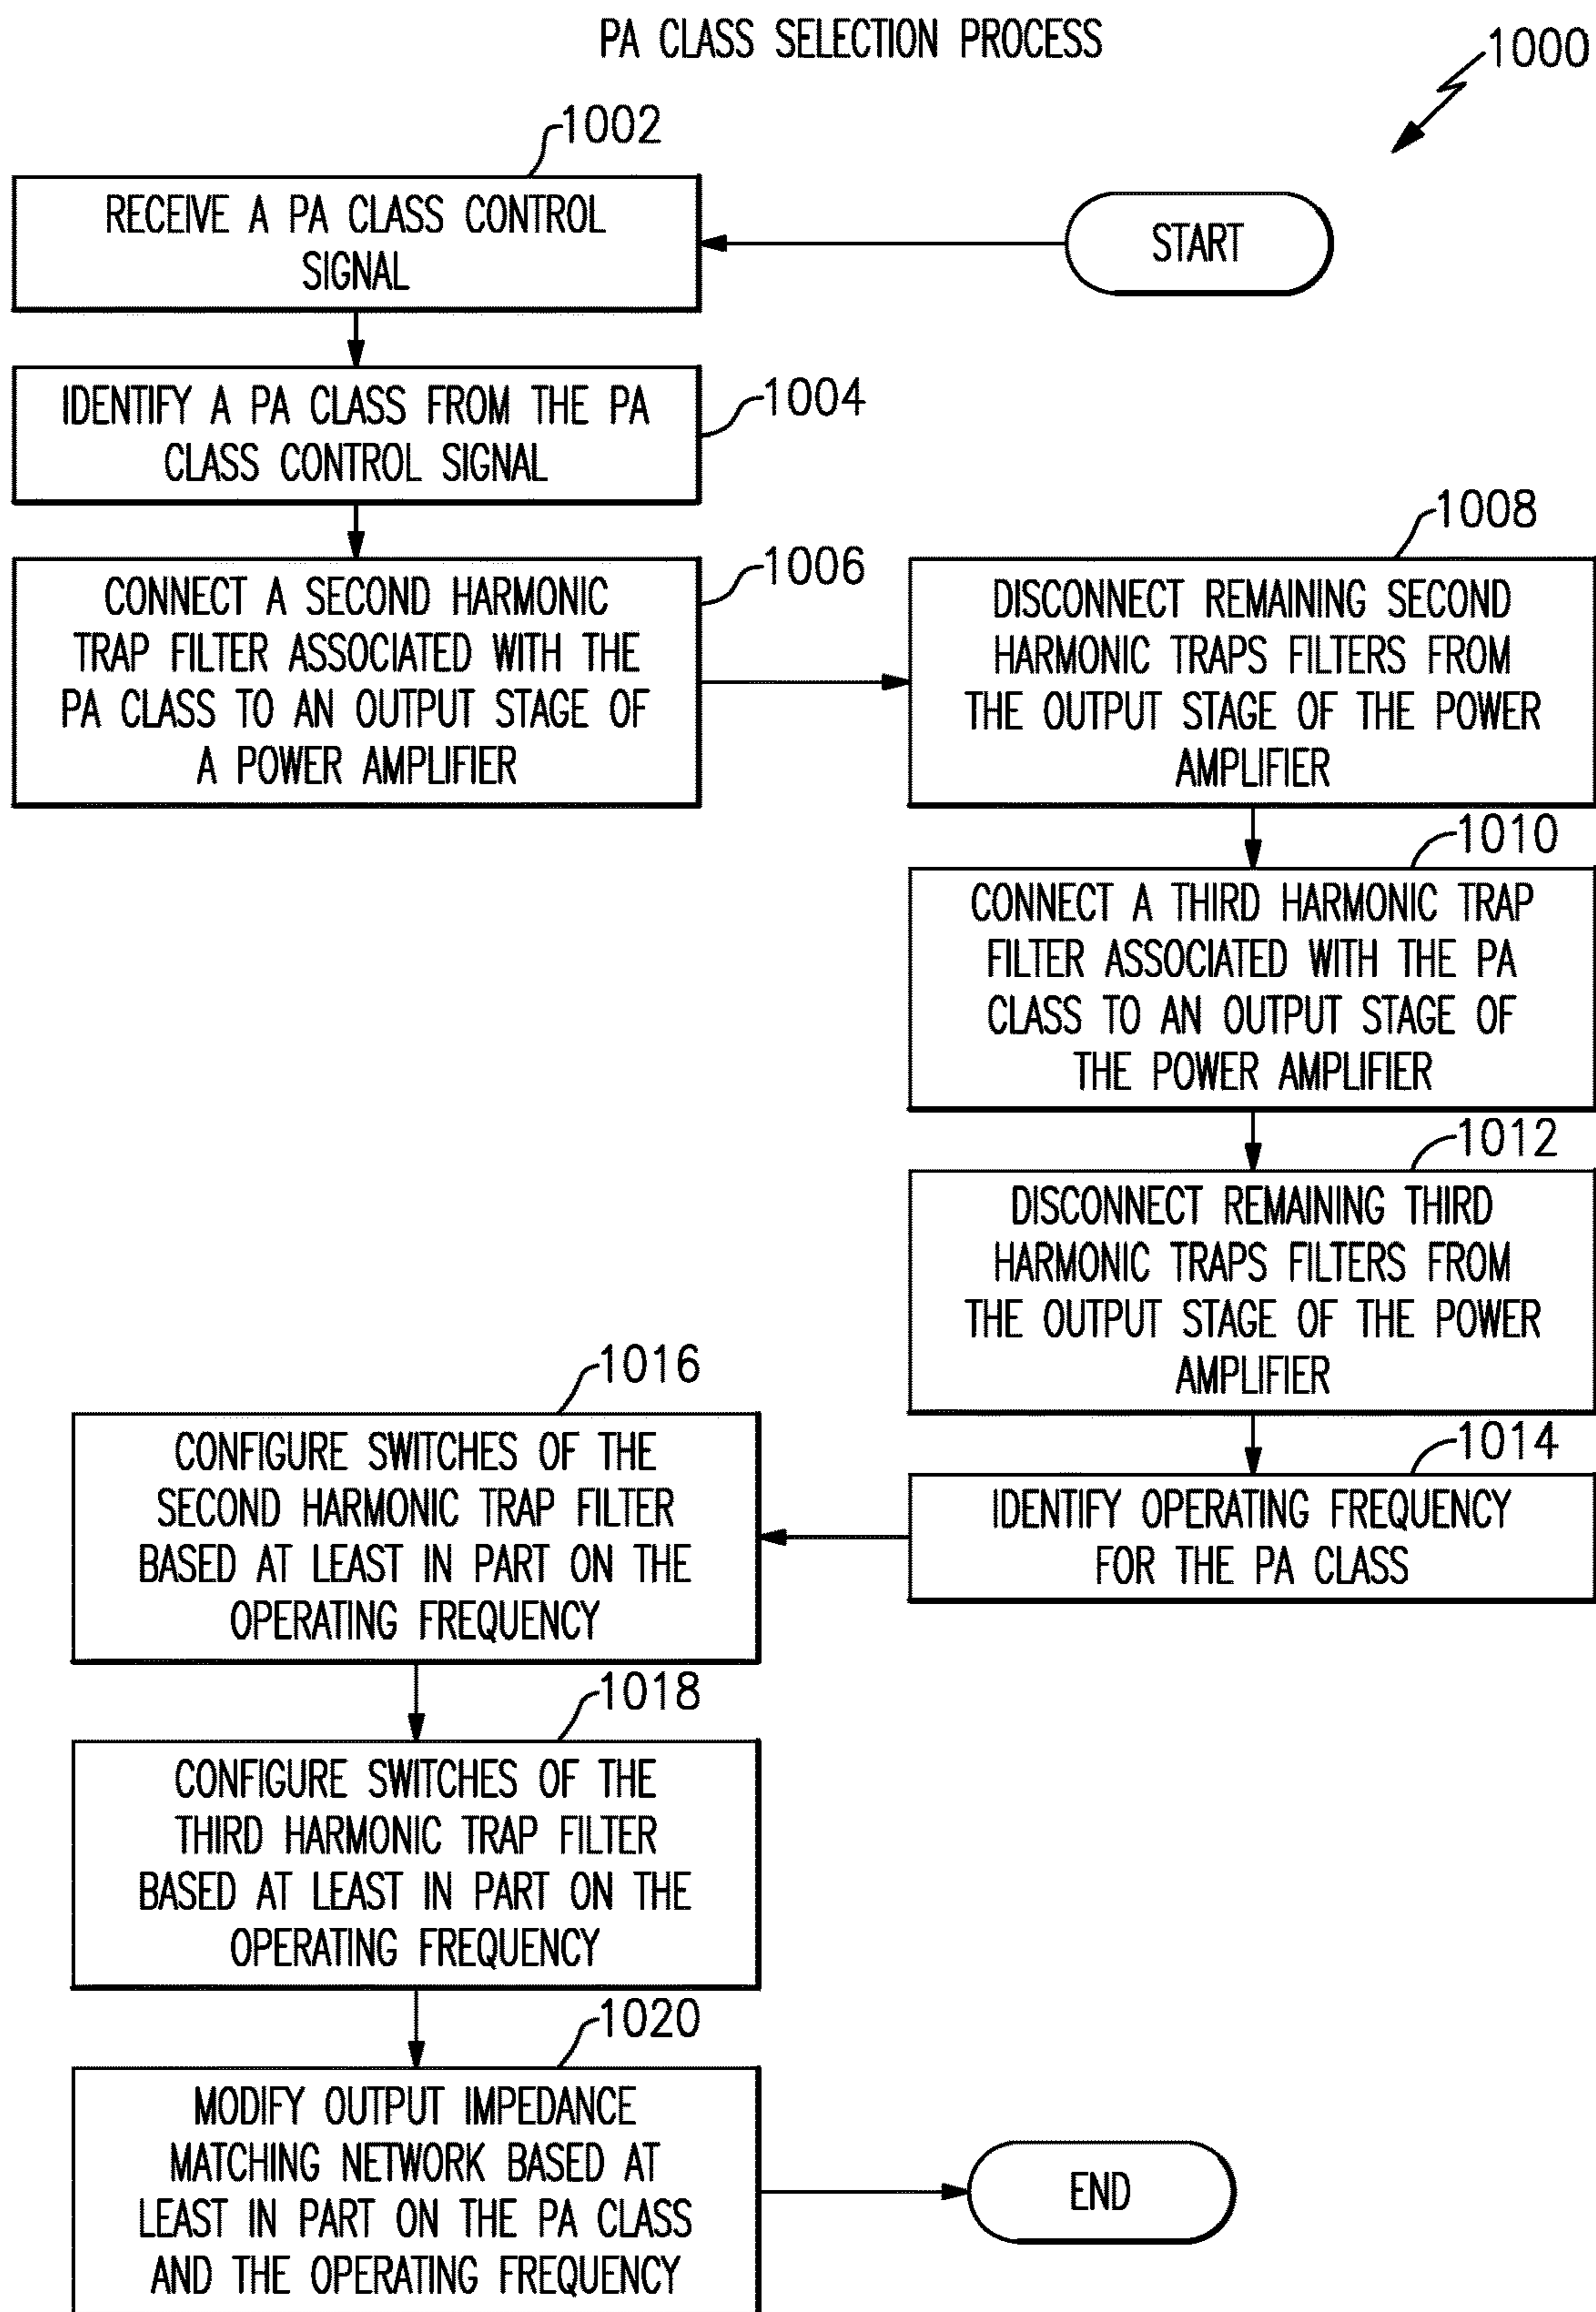 PA CLASS SELECTION PROCESS
1000
START
1002
RECEIVE A PA CLASS CONTROL
SIGNAL
1004
IDENTIFY A PA CLASS FROM THE PA
CLASS CONTROL SIGNAL
1006
CONNECT A SECOND HARMONIC
TRAP FILTER ASSOCIATED WITH THE
PA CLASS TO AN OUTPUT STAGE OF
A POWER AMPLIFIER
1008
DISCONNECT REMAINING SECOND
HARMONIC TRAPS FILTERS FROM
THE OUTPUT STAGE OF THE POWER
AMPLIFIER
1010
CONNECT A THIRD HARMONIC TRAP
FILTER ASSOCIATED WITH THE PA
CLASS TO AN OUTPUT STAGE OF
THE POWER AMPLIFIER
1012
DISCONNECT REMAINING THIRD
HARMONIC TRAPS FILTERS FROM
THE OUTPUT STAGE OF THE POWER
AMPLIFIER
1014
IDENTIFY OPERATING FREQUENCY
FOR THE PA CLASS
1016
CONFIGURE SWITCHES OF THE
SECOND HARMONIC TRAP FILTER
BASED AT LEAST IN PART ON THE
OPERATING FREQUENCY
1018
CONFIGURE SWITCHES OF THE
THIRD HARMONIC TRAP FILTER
BASED AT LEAST IN PART ON THE
OPERATING FREQUENCY
1020
MODIFY OUTPUT IMPEDANCE
MATCHING NETWORK BASED AT
LEAST IN PART ON THE PA CLASS
AND THE OPERATING FREQUENCY
END